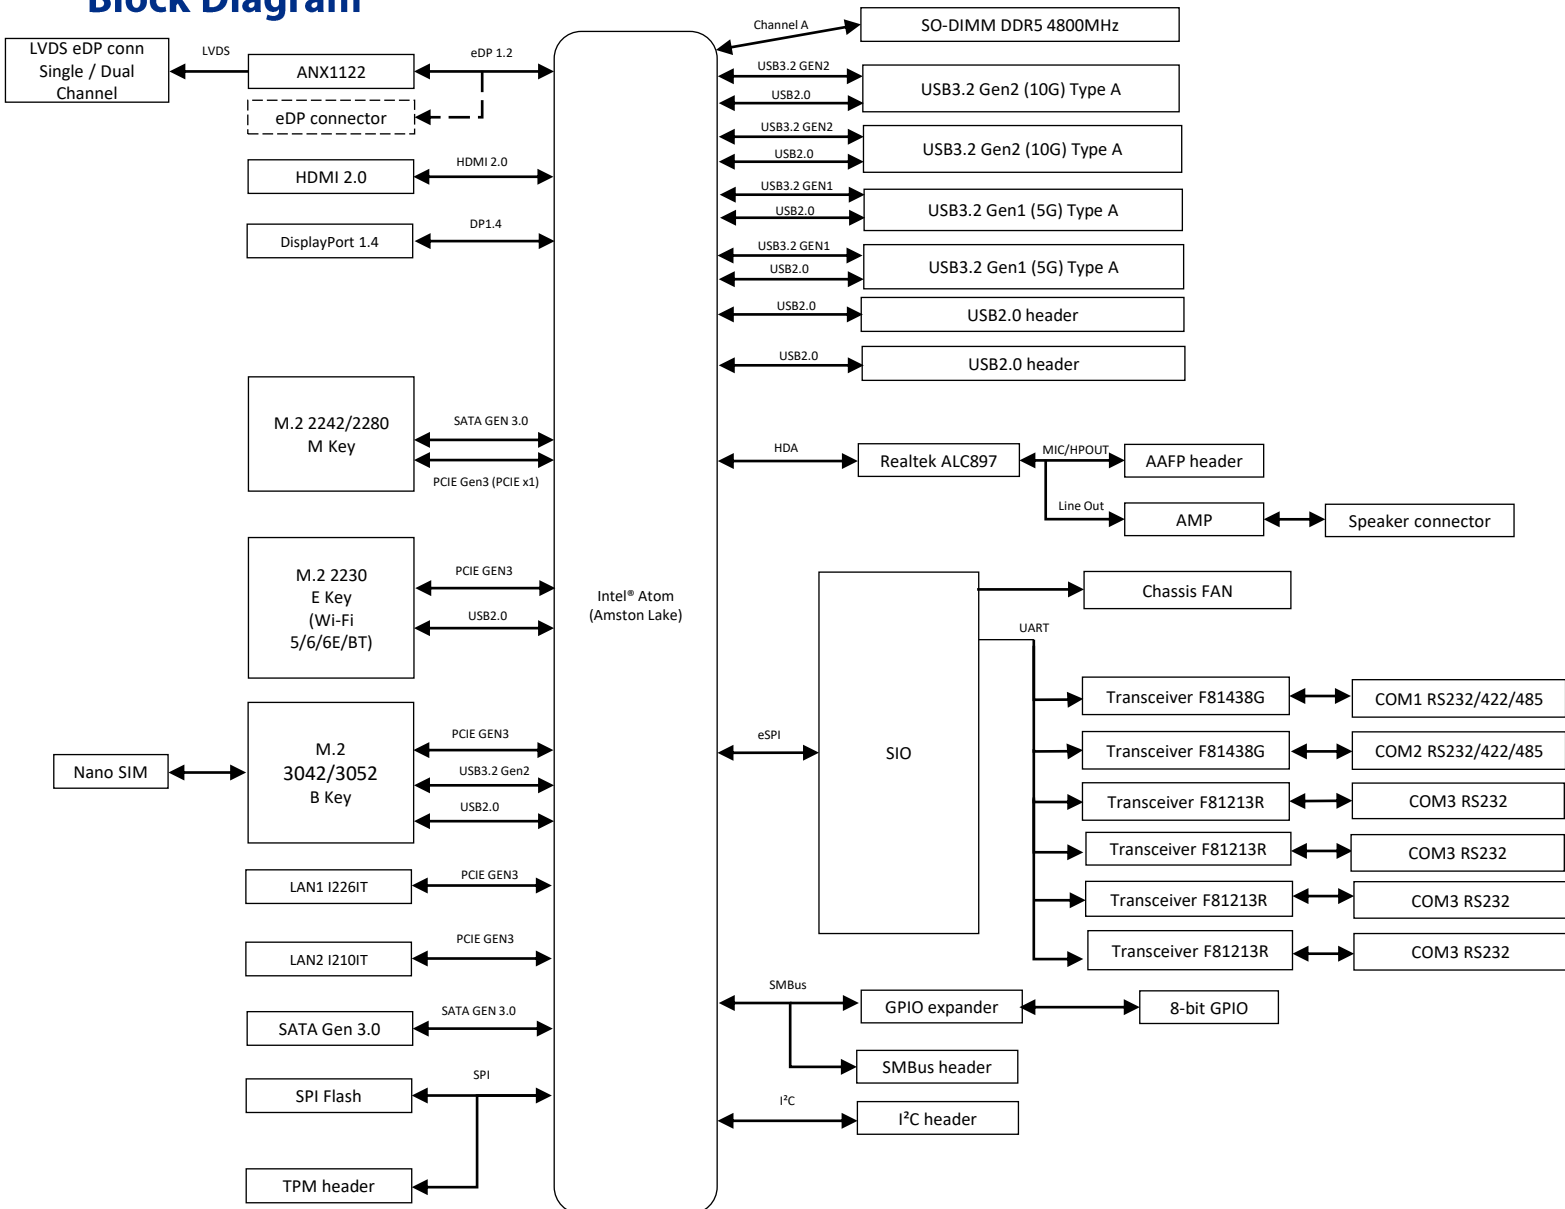 Block Diagram
LVDS eDP conn
Single / Dual
Channel
LVDS
ANX1122
eDP 1.2
eDP connector
HDMI 2.0
HDMI 2.0
DisplayPort 1.4
DP1.4
M.2 2242/2280
M Key
SATA GEN 3.0
PCIE Gen3 (PCIE x1)
M.2 2230
E Key
(Wi-Fi
5/6/6E/BT)
PCIE GEN3
USB2.0
Nano SIM
M.2
3042/3052
B Key
PCIE GEN3
USB3.2 Gen2
USB2.0
LAN1 I226IT
PCIE GEN3
LAN2 I210IT
PCIE GEN3
SATA Gen 3.0
SATA GEN 3.0
SPI Flash
SPI
TPM header
Intel® Atom
(Amston Lake)
Channel A
SO-DIMM DDR5 4800MHz
USB3.2 GEN2
USB2.0
USB3.2 Gen2 (10G) Type A
USB3.2 GEN2
USB2.0
USB3.2 Gen2 (10G) Type A
USB3.2 GEN1
USB2.0
USB3.2 Gen1 (5G) Type A
USB3.2 GEN1
USB2.0
USB3.2 Gen1 (5G) Type A
USB2.0
USB2.0 header
USB2.0
USB2.0 header
HDA
Realtek ALC897
MIC/HPOUT
AAFP header
Line Out
AMP
Speaker connector
eSPI
SIO
Chassis FAN
UART
Transceiver F81438G
COM1 RS232/422/485
Transceiver F81438G
COM2 RS232/422/485
Transceiver F81213R
COM3 RS232
Transceiver F81213R
COM3 RS232
Transceiver F81213R
COM3 RS232
Transceiver F81213R
COM3 RS232
SMBus
GPIO expander
8-bit GPIO
SMBus header
I²C
I²C header